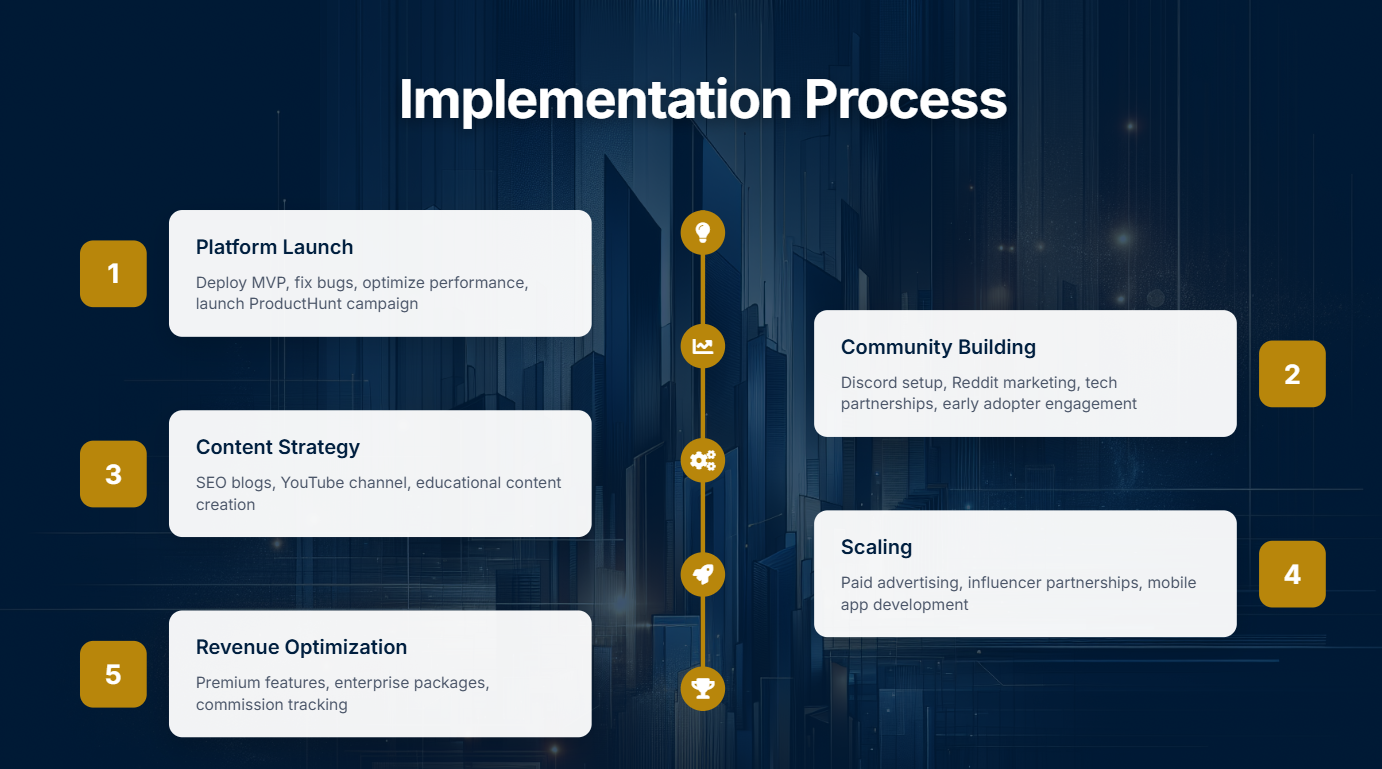 Implementation Process
1
Platform Launch
Deploy MVP, fix bugs, optimize performance,
launch ProductHunt campaign
2
Community Building
Discord setup, Reddit marketing, tech
partnerships, early adopter engagement
3
Content Strategy
SEO blogs, YouTube channel, educational content
creation
4
Scaling
Paid advertising, influencer partnerships, mobile
app development
5
Revenue Optimization
Premium features, enterprise packages,
commission tracking